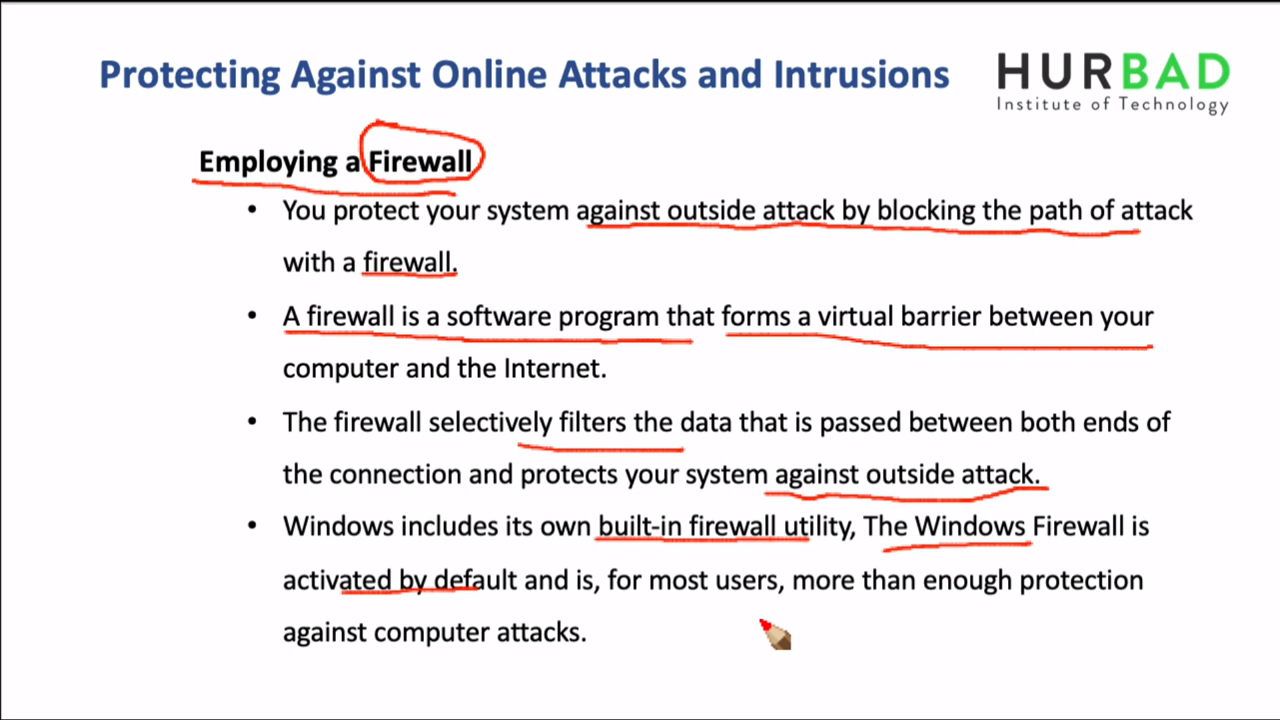 Protecting Against Online Attacks and Intrusions
HURBAD
Institute of Technology
Employing a Firewall
• You protect your system against outside attack by blocking the path of attack
with a firewall.
• A firewall is a software program that forms a virtual barrier between your
computer and the Internet.
• The firewall selectively filters the data that is passed between both ends of
the connection and protects your system against outside attack.
• Windows includes its own built-in firewall utility, The Windows Firewall is
activated by default and is, for most users, more than enough protection
against computer attacks.